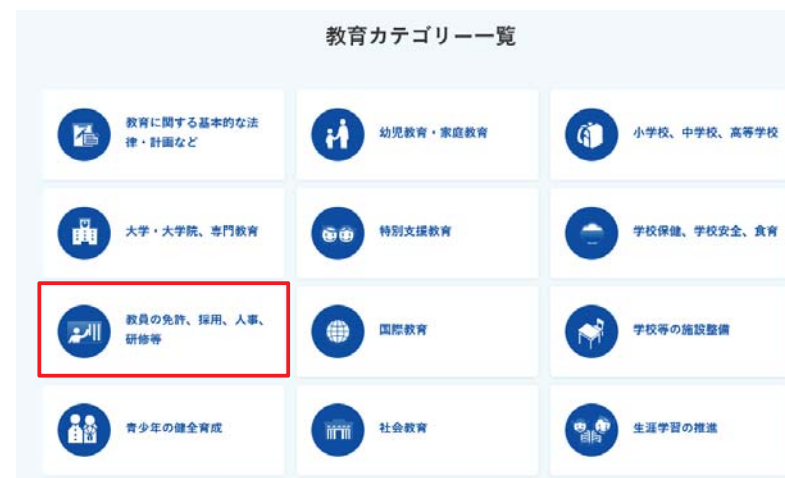 教育カテゴリー一覧
教育に関する基本的な法
律・計画など
幼児教育・家庭教育
小学校、中学校、高等学校
大学・大学院、専門教育
特別支援教育
学校保健、学校安全、食育
教員の免許、採用、人事、
研修等
国際教育
学校等の施設整備
青少年の健全育成
社会教育
生涯学習の推進